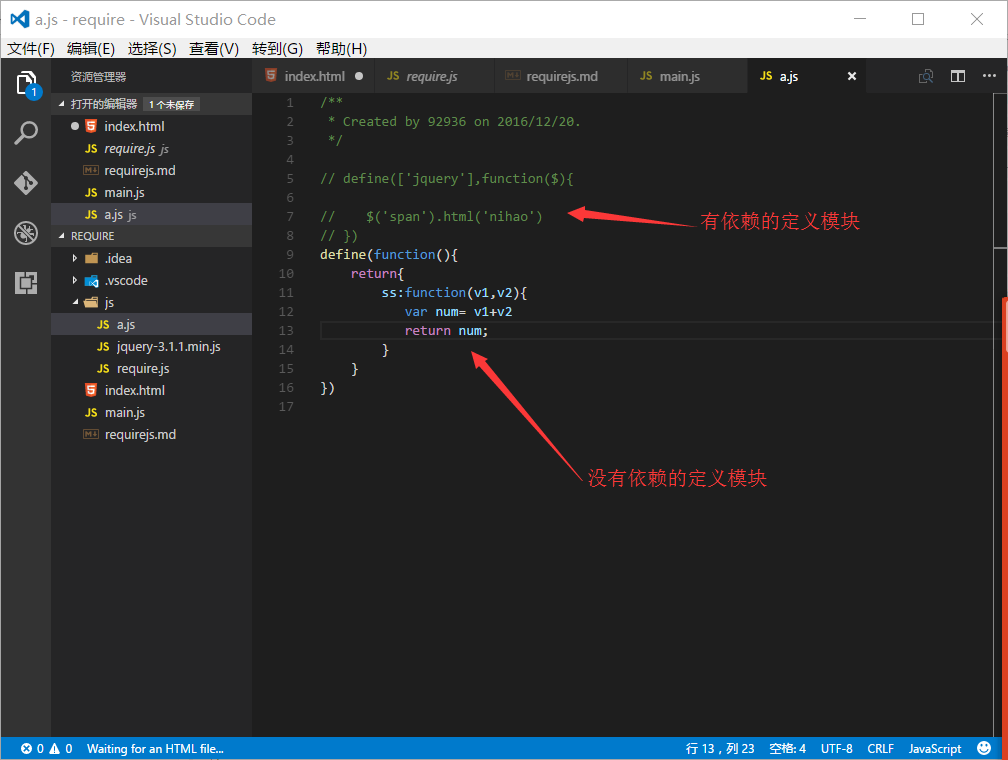 a.js - require - Visual Studio Code
文件(F) 编辑(E) 选择(S) 查看(V) 转到(G) 帮助(H)
资源管理器
index.html
JS require.js
M↓ requirejs.md
JS main.js
JS a.js
1
打开的编辑器 1 个未保存
index.html
JS require.js js
M↓ requirejs.md
JS main.js
JS a.js js
REQUIRE
.idea
.vscode
js
JS a.js
JS jquery-3.1.1.min.js
JS require.js
index.html
JS main.js
M↓ requirejs.md
1 /**
2 * Created by 92936 on 2016/12/20.
3 */
4
5 // define(['jquery'],function($){
6
7 // $('span').html('nihao')
有依赖的定义模块
8 // })
9 define(function(){
10 return{
11 ss:function(v1,v2){
12 var num= v1+v2
13 return num;
14 }
15 }
16 })
17
没有依赖的定义模块
0 0 Waiting for an HTML file... 行 13，列 23 空格: 4 UTF-8 CRLF JavaScript